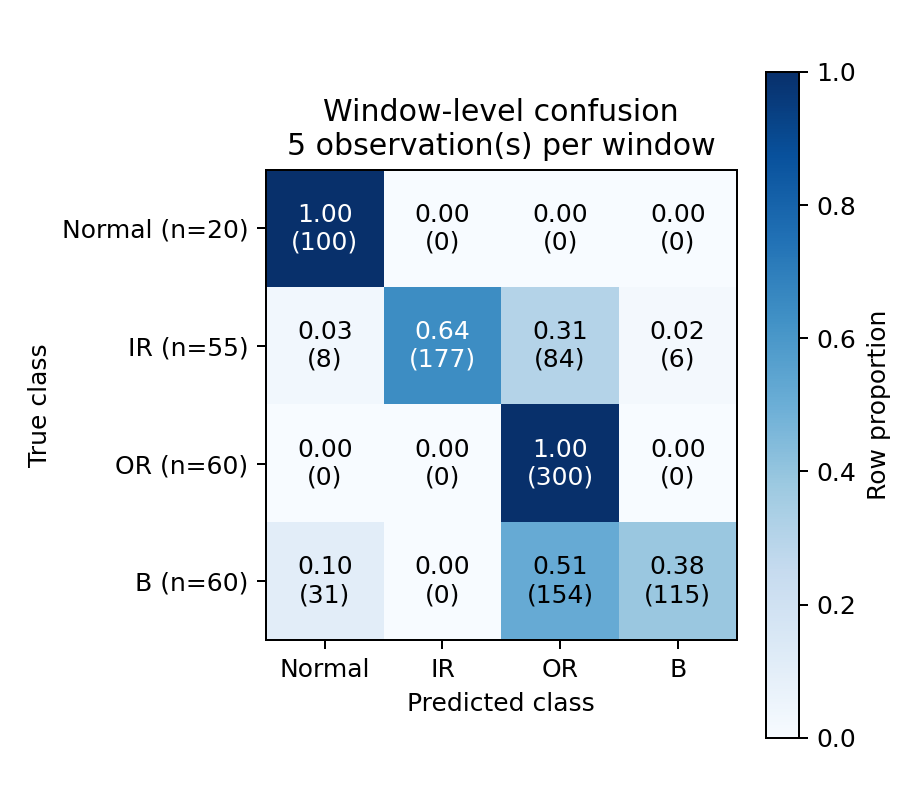 Window-level confusion
5 observation(s) per window
Normal (n=20)
1.00 0.00 0.00 0.00
(100) (0) (0) (0)
IR (n=55)
0.03 0.64 0.31 0.02
(8) (177) (84) (6)
OR (n=60)
0.00 0.00 1.00 0.00
(0) (0) (300) (0)
B (n=60)
0.10 0.00 0.51 0.38
(31) (0) (154) (115)
Normal IR OR B
Predicted class
True class
1.0
0.8
0.6
0.4
0.2
0.0
Row proportion